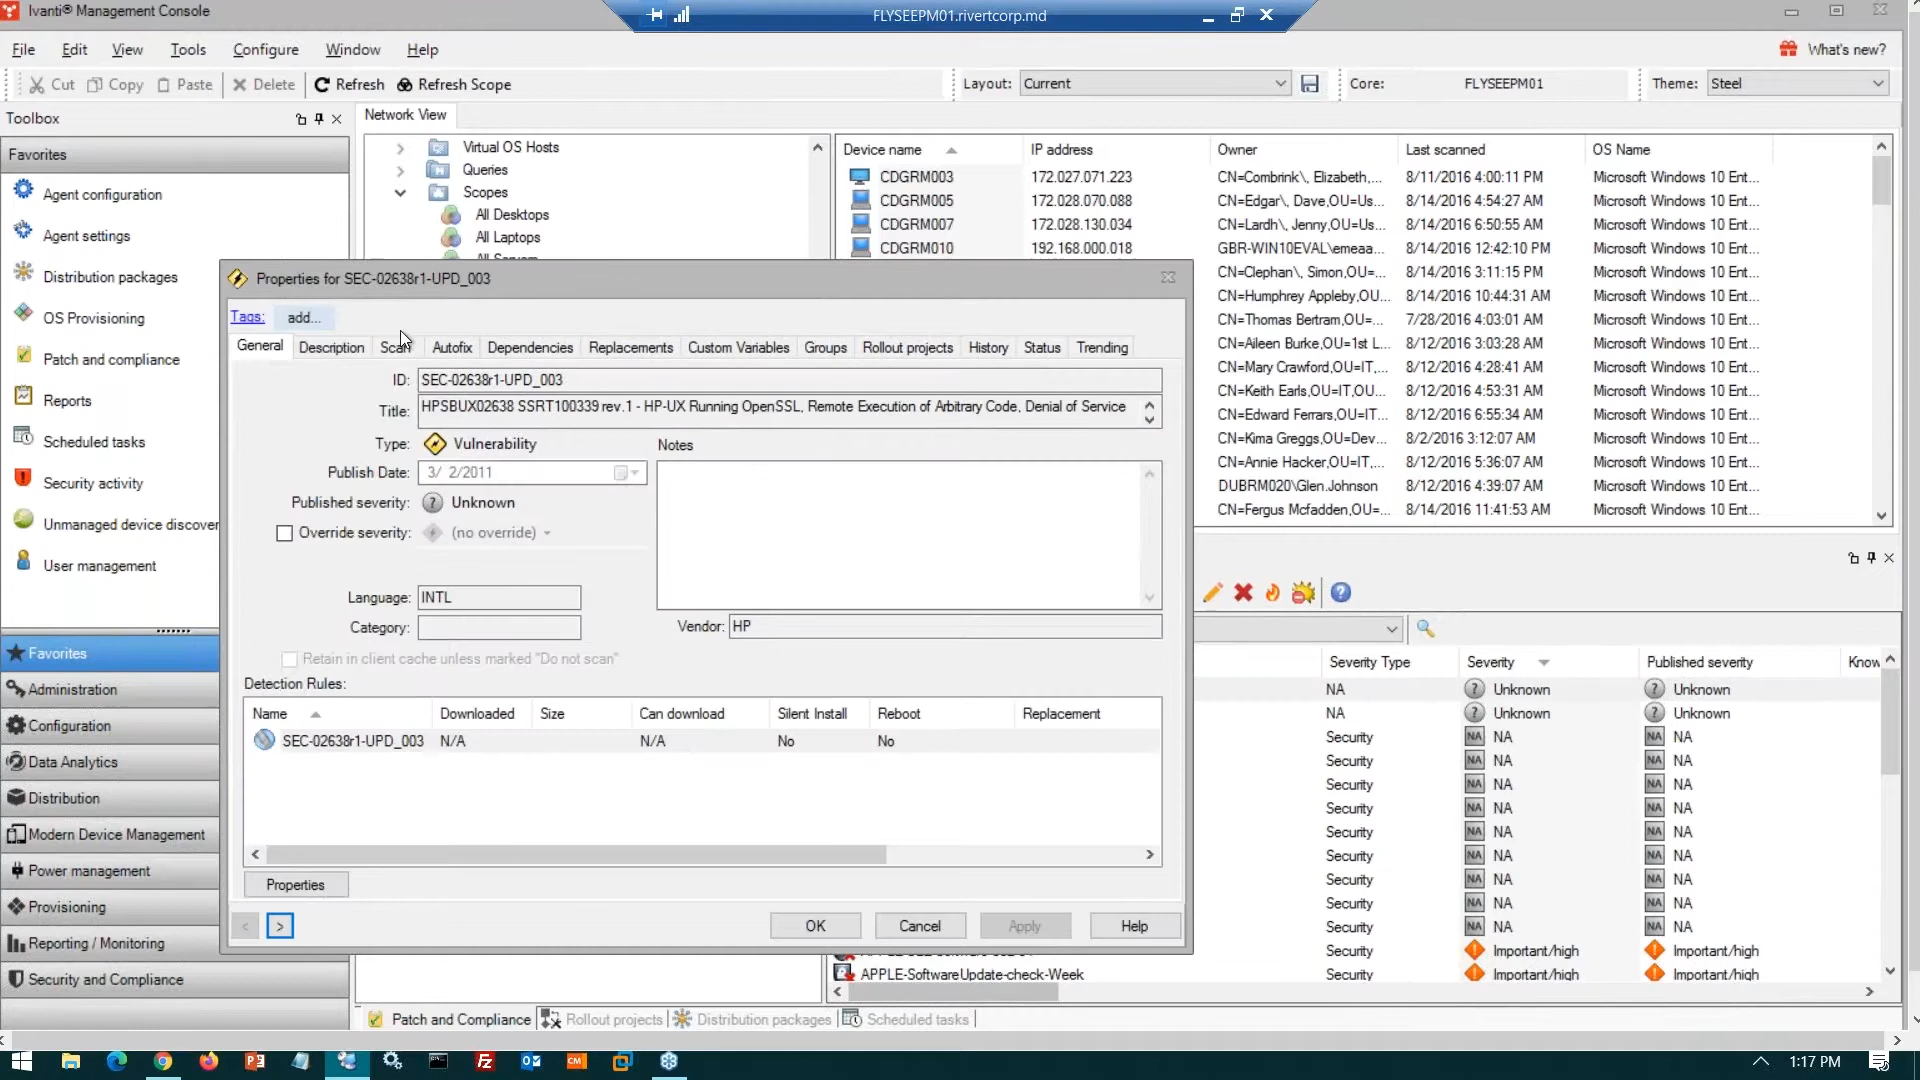 Ivanti® Management Console
FLYSEEPM01.rivertcorp.md
File Edit View Tools Configure Window Help
What's new?
Cut Copy Paste Delete Refresh Refresh Scope
Layout: Current
Core: FLYSEEPM01
Theme: Steel
Toolbox
Network View
Favorites
Agent configuration
Agent settings
Distribution packages
OS Provisioning
Patch and compliance
Reports
Scheduled tasks
Security activity
Unmanaged device discover
User management
Favorites
Administration
Configuration
Data Analytics
Distribution
Modern Device Management
Power management
Provisioning
Reporting / Monitoring
Security and Compliance
Virtual OS Hosts
Queries
Scopes
All Desktops
All Laptops
Device name IP address Owner Last scanned OS Name
CDGRM003 172.027.071.223 CN=Combrink\, Elizabeth,... 8/11/2016 4:00:11 PM Microsoft Windows 10 Ent...
CDGRM005 172.028.070.088 CN=Edgar\, Dave,OU=Us... 8/14/2016 4:54:27 AM Microsoft Windows 10 Ent...
CDGRM007 172.028.130.034 CN=Lardh\, Jenny,OU=Us... 8/14/2016 6:50:55 AM Microsoft Windows 10 Ent...
CDGRM010 192.168.000.018 GBR-WIN10EVAL\emeaa... 8/14/2016 12:42:10 PM Microsoft Windows 10 Ent...
CN=Clephan\, Simon,OU=... 8/14/2016 3:11:15 PM Microsoft Windows 10 Ent...
CN=Humphrey Appleby,OU... 8/14/2016 10:44:31 AM Microsoft Windows 10 Ent...
CN=Thomas Bertram,OU=... 7/28/2016 4:03:01 AM Microsoft Windows 10 Ent...
CN=Aileen Burke,OU=1st L... 8/12/2016 3:03:28 AM Microsoft Windows 10 Ent...
CN=Mary Crawford,OU=IT,... 8/12/2016 4:28:41 AM Microsoft Windows 10 Ent...
CN=Keith Earls,OU=IT,OU... 8/12/2016 4:53:31 AM Microsoft Windows 10 Ent...
CN=Edward Ferrars,OU=IT... 8/12/2016 6:55:34 AM Microsoft Windows 10 Ent...
CN=Kima Greggs,OU=Dev... 8/2/2016 3:12:07 AM Microsoft Windows 10 Ent...
CN=Annie Hacker,OU=IT,... 8/12/2016 5:36:07 AM Microsoft Windows 10 Ent...
DUBRM020\Glen.Johnson 8/12/2016 4:39:07 AM Microsoft Windows 10 Ent...
CN=Fergus Mcfadden,OU=... 8/14/2016 11:41:53 AM Microsoft Windows 10 Ent...
Properties for SEC-02638r1-UPD_003
Tags: add...
General Description Scan Autofix Dependencies Replacements Custom Variables Groups Rollout projects History Status Trending
ID: SEC-02638r1-UPD_003
Title: HPSBUX02638 SSRT100339 rev.1 - HP-UX Running OpenSSL, Remote Execution of Arbitrary Code, Denial of Service
Type: Vulnerability
Notes
Publish Date: 3/ 2/2011
Published severity: Unknown
Override severity: (no override)
Language: INTL
Category:
Vendor: HP
Retain in client cache unless marked "Do not scan"
Detection Rules:
Name Downloaded Size Can download Silent Install Reboot Replacement
SEC-02638r1-UPD_003 N/A N/A No No
Properties
< >
OK Cancel Apply Help
Severity Type Severity Published severity Know
NA Unknown Unknown
NA Unknown Unknown
Security NA NA NA NA
Security NA NA NA NA
Security NA NA NA NA
Security NA NA NA NA
Security NA NA NA NA
Security NA NA NA NA
Security NA NA NA NA
Security NA NA NA NA
Security NA NA NA NA
Security Important/high Important/high
APPLE-SoftwareUpdate-check-Week Security Important/high Important/high
Patch and Compliance Rollout projects Distribution packages Scheduled tasks
1:17 PM